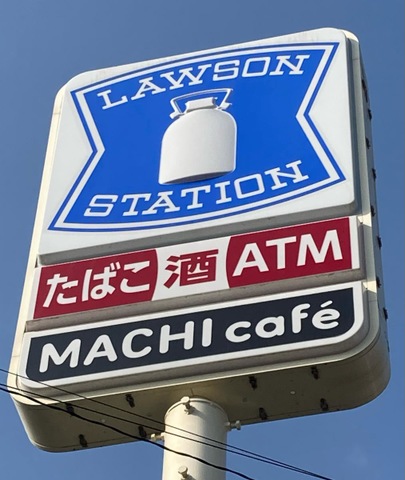 LAWSON
STATION
たばこ 酒 ATM
MACHI café